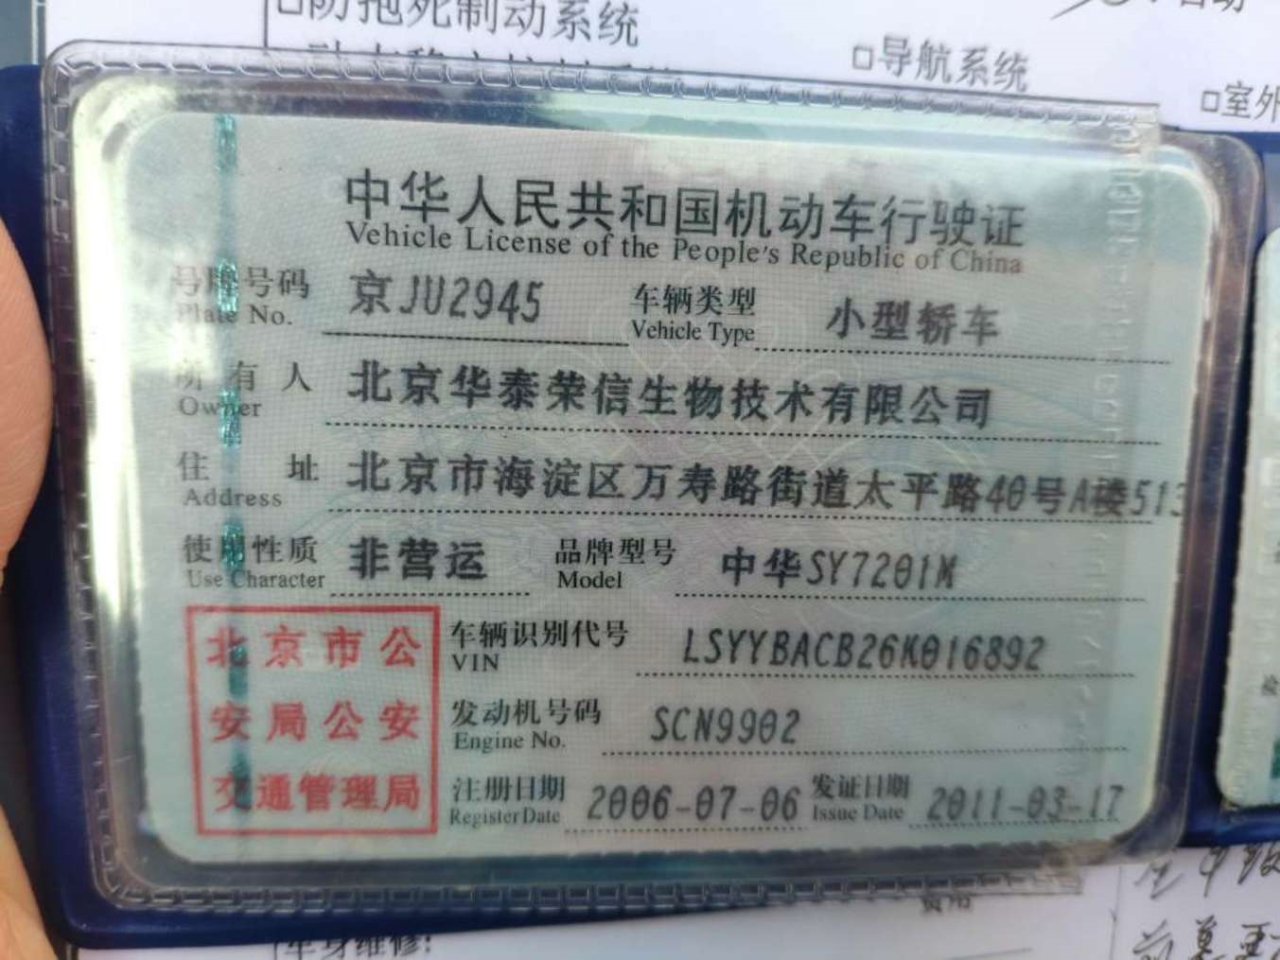 □防抱死制动系统
□导航系统
□室外
中华人民共和国机动车行驶证
Vehicle License of the People's Republic of China
号牌号码 京JU2945 车辆类型 小型轿车
Plate No. Vehicle Type
所有人 北京华泰荣信生物技术有限公司
Owner
住址 北京市海淀区万寿路街道太平路40号A楼513
Address
使用性质 非营运 品牌型号 中华SY7201M
Use Character Model
北京市公
安局公安
交通管理局
车辆识别代号 LSYYBACB26K016892
VIN
发动机号码 SCN9902
Engine No.
注册日期 2006-07-06 发证日期 2011-03-17
Register Date Issue Date
费用
车身维修: